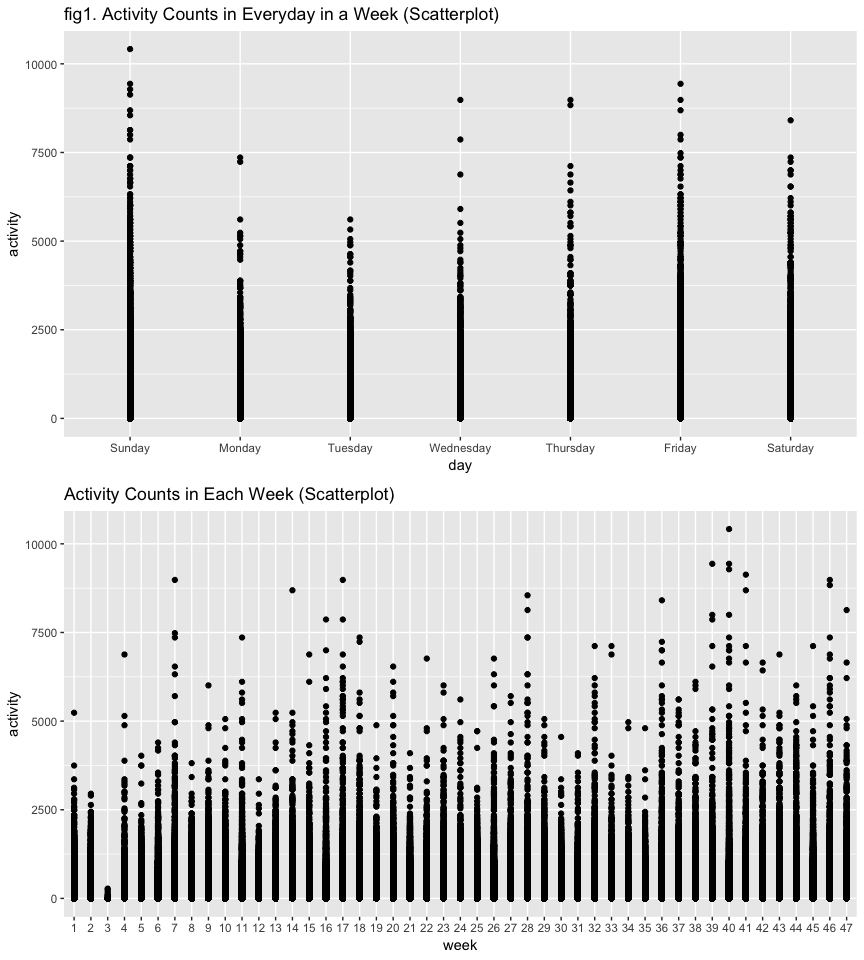 fig1. Activity Counts in Everyday in a Week (Scatterplot)
10000
7500
5000
2500
0
activity
Sunday Monday Tuesday Wednesday Thursday Friday Saturday
day
Activity Counts in Each Week (Scatterplot)
10000
7500
5000
2500
0
activity
1 2 3 4 5 6 7 8 9 10 11 12 13 14 15 16 17 18 19 20 21 22 23 24 25 26 27 28 29 30 31 32 33 34 35 36 37 38 39 40 41 42 43 44 45 46 47
week